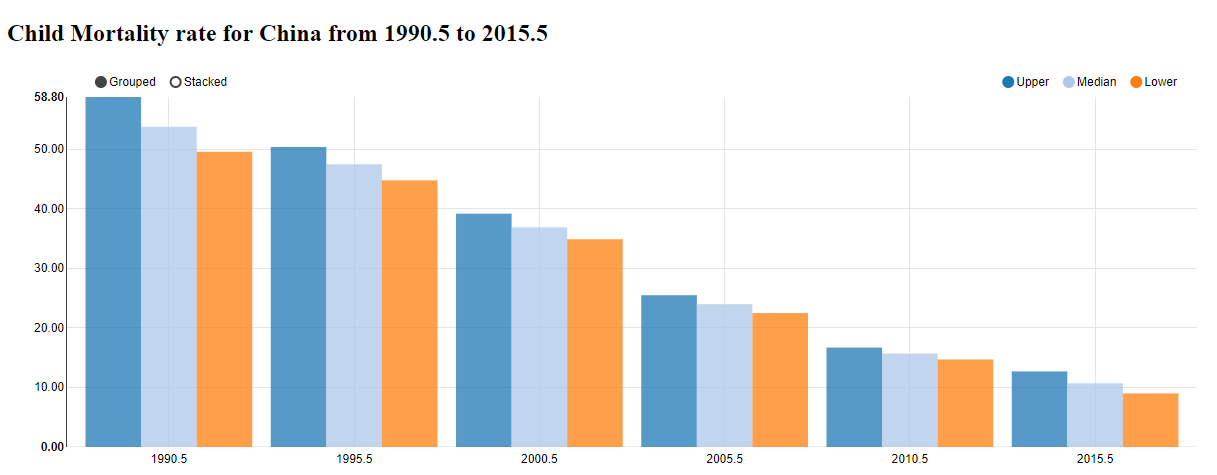 Child Mortality rate for China from 1990.5 to 2015.5
Grouped Stacked Upper Median Lower
58.80
50.00
40.00
30.00
20.00
10.00
0.00
1990.5 1995.5 2000.5 2005.5 2010.5 2015.5